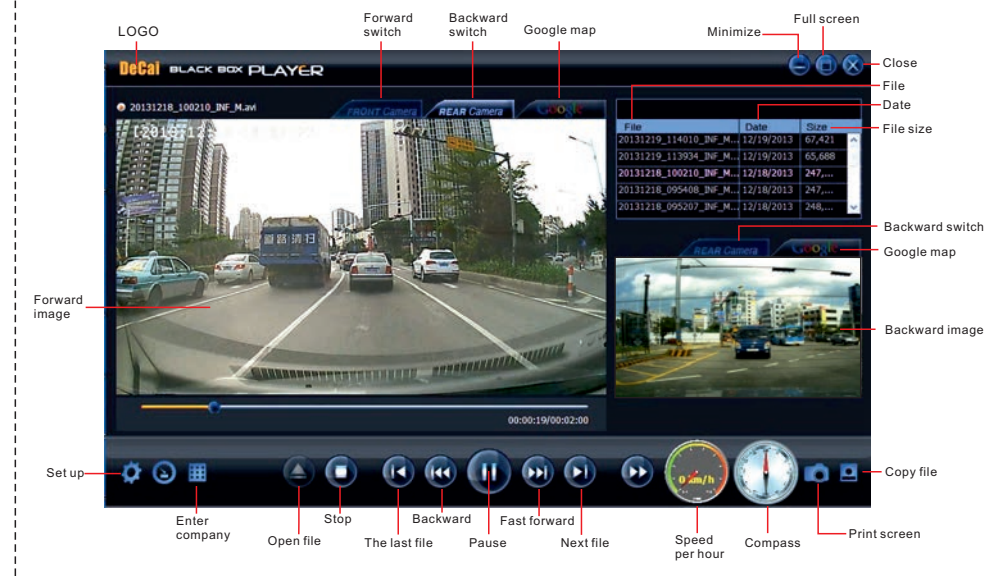 LOGO
Forward
switch
Backward
switch
Google map
Minimize
Full screen
Close
DeCai BLACK BOX PLAYER
File
Date
File size
20131218_100210_INF_M.avi
FRONT Camera
REAR Camera
Google
File Date Size
20131219_114010_INF_M... 12/19/2013 67,421
20131219_113934_INF_M... 12/19/2013 65,688
20131218_100210_INF_M... 12/18/2013 247,...
20131218_095408_INF_M... 12/18/2013 247,...
20131218_095207_INF_M... 12/18/2013 248,...
道路清扫
Backward switch
REAR Camera
Google
Google map
Forward
image
Backward image
00:00:19/00:02:00
Set up
0 km/h
Copy file
Enter
company
Open file
Stop
The last file
Backward
Pause
Fast forward
Next file
Speed
per hour
Compass
Print screen